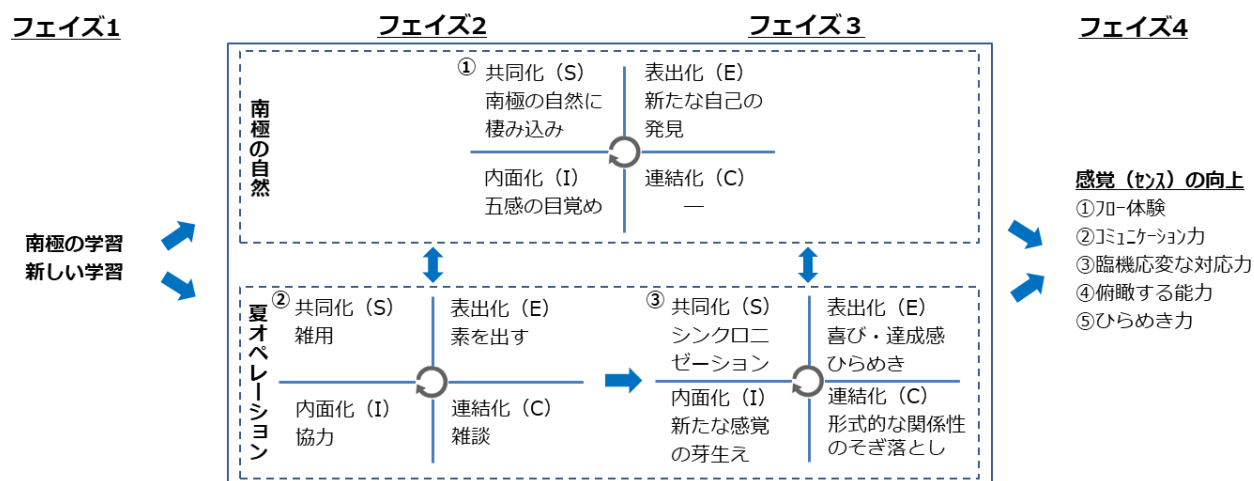 フェイズ1
フェイズ2
フェイズ３
フェイズ4
南極の学習
新しい学習
南極の自然
①
共同化（S）
南極の自然に
棲み込み
表出化（E）
新たな自己の
発見
内面化（I）
五感の目覚め
連結化（C）
―
夏オペレーション
②
共同化（S）
雑用
表出化（E）
素を出す
内面化（I）
協力
連結化（C）
雑談
③
共同化（S）
シンクロニ
ゼーション
表出化（E）
喜び・達成感
ひらめき
内面化（I）
新たな感覚
の芽生え
連結化（C）
形式的な関係性
のそぎ落とし
感覚（ｾﾝｽ）の向上
①ﾌﾛｰ体験
②ｺﾐｭﾆｹｰｼｮﾝ力
③臨機応変な対応力
④俯瞰する能力
⑤ひらめき力